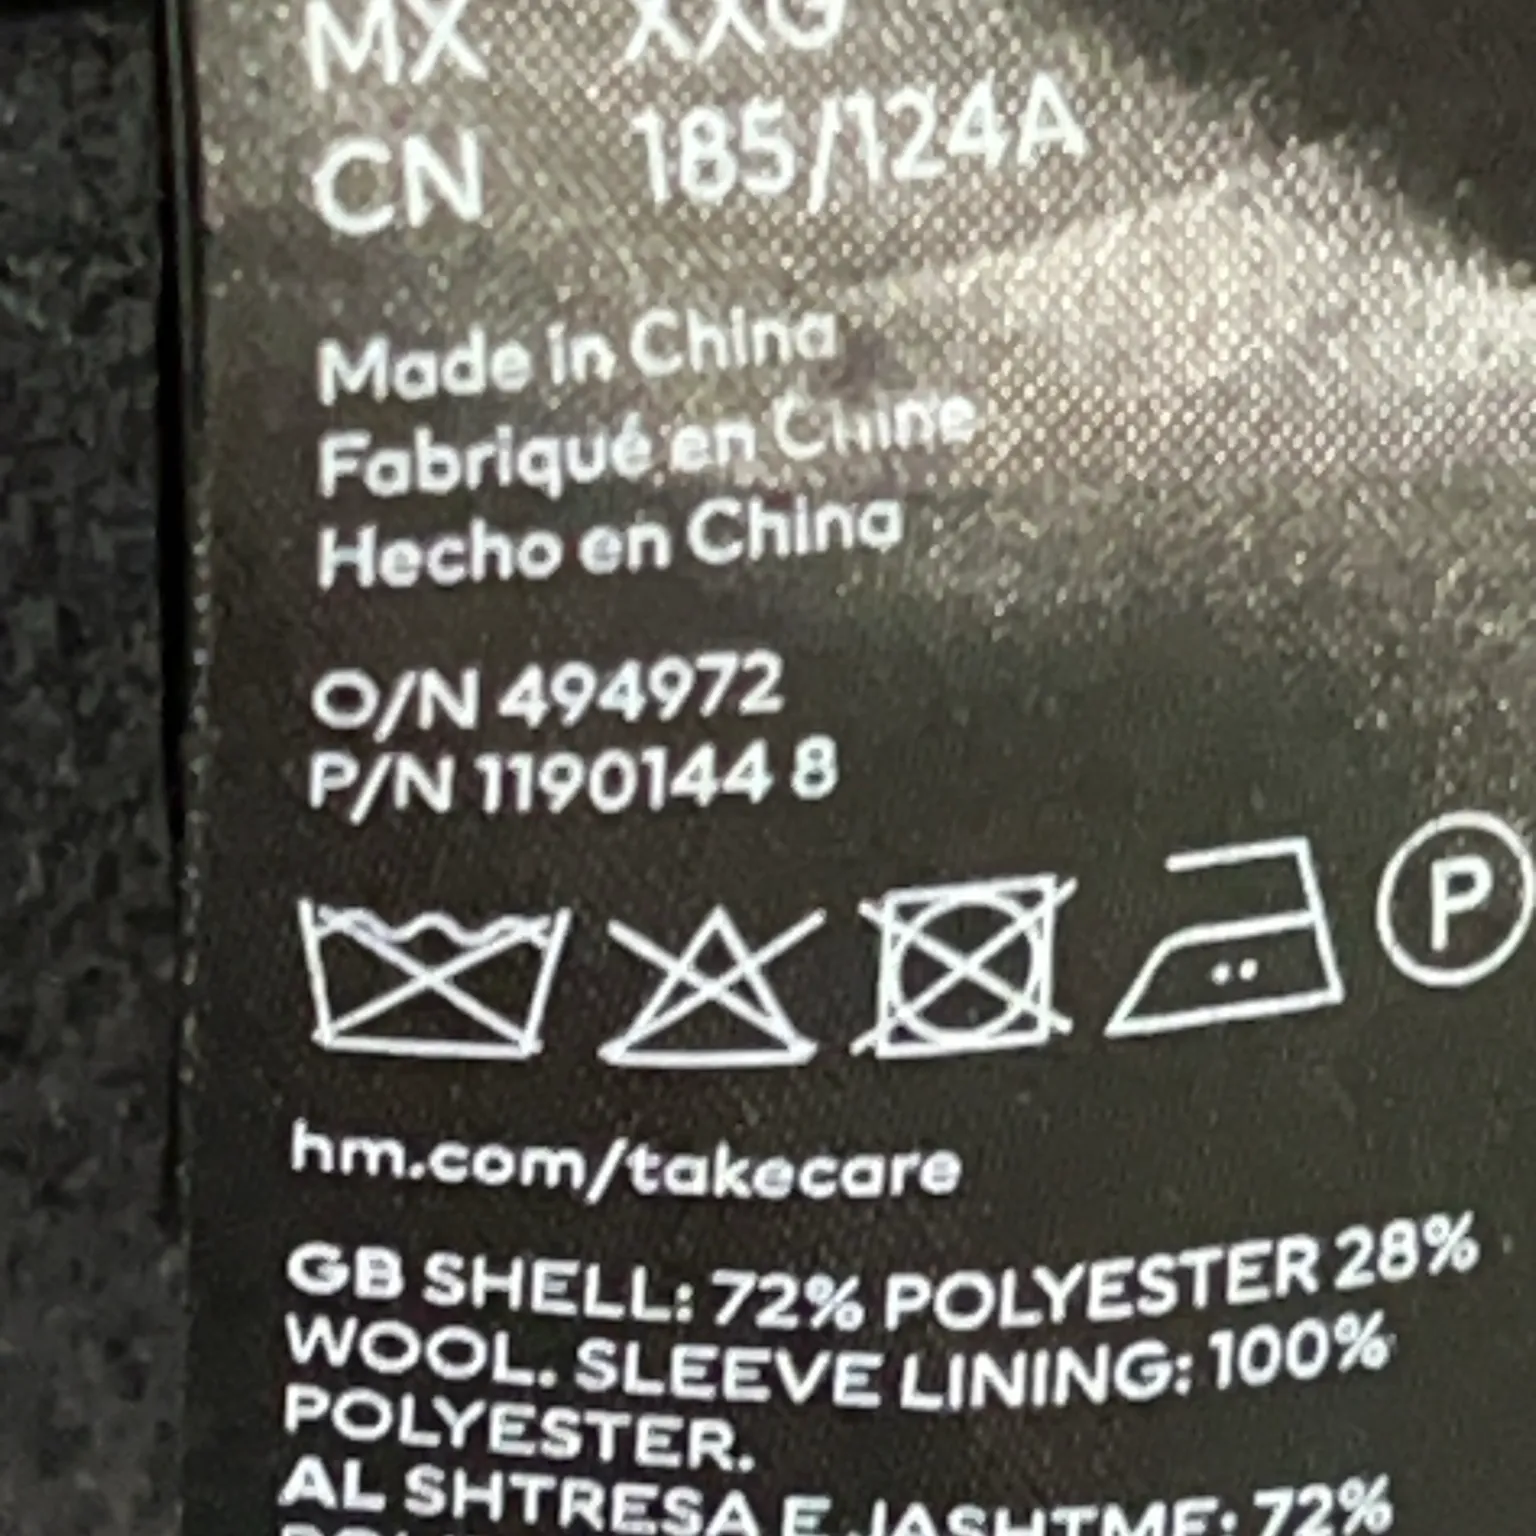 MX XXG
CN 185/124A
Made in China
Fabriqué en Chine
Hecho en China
O/N 494972
P/N 1190144 8
P
hm.com/takecare
GB SHELL: 72% POLYESTER 28%
WOOL. SLEEVE LINING: 100%
POLYESTER.
AL SHTRESA E JASHTME: 72%